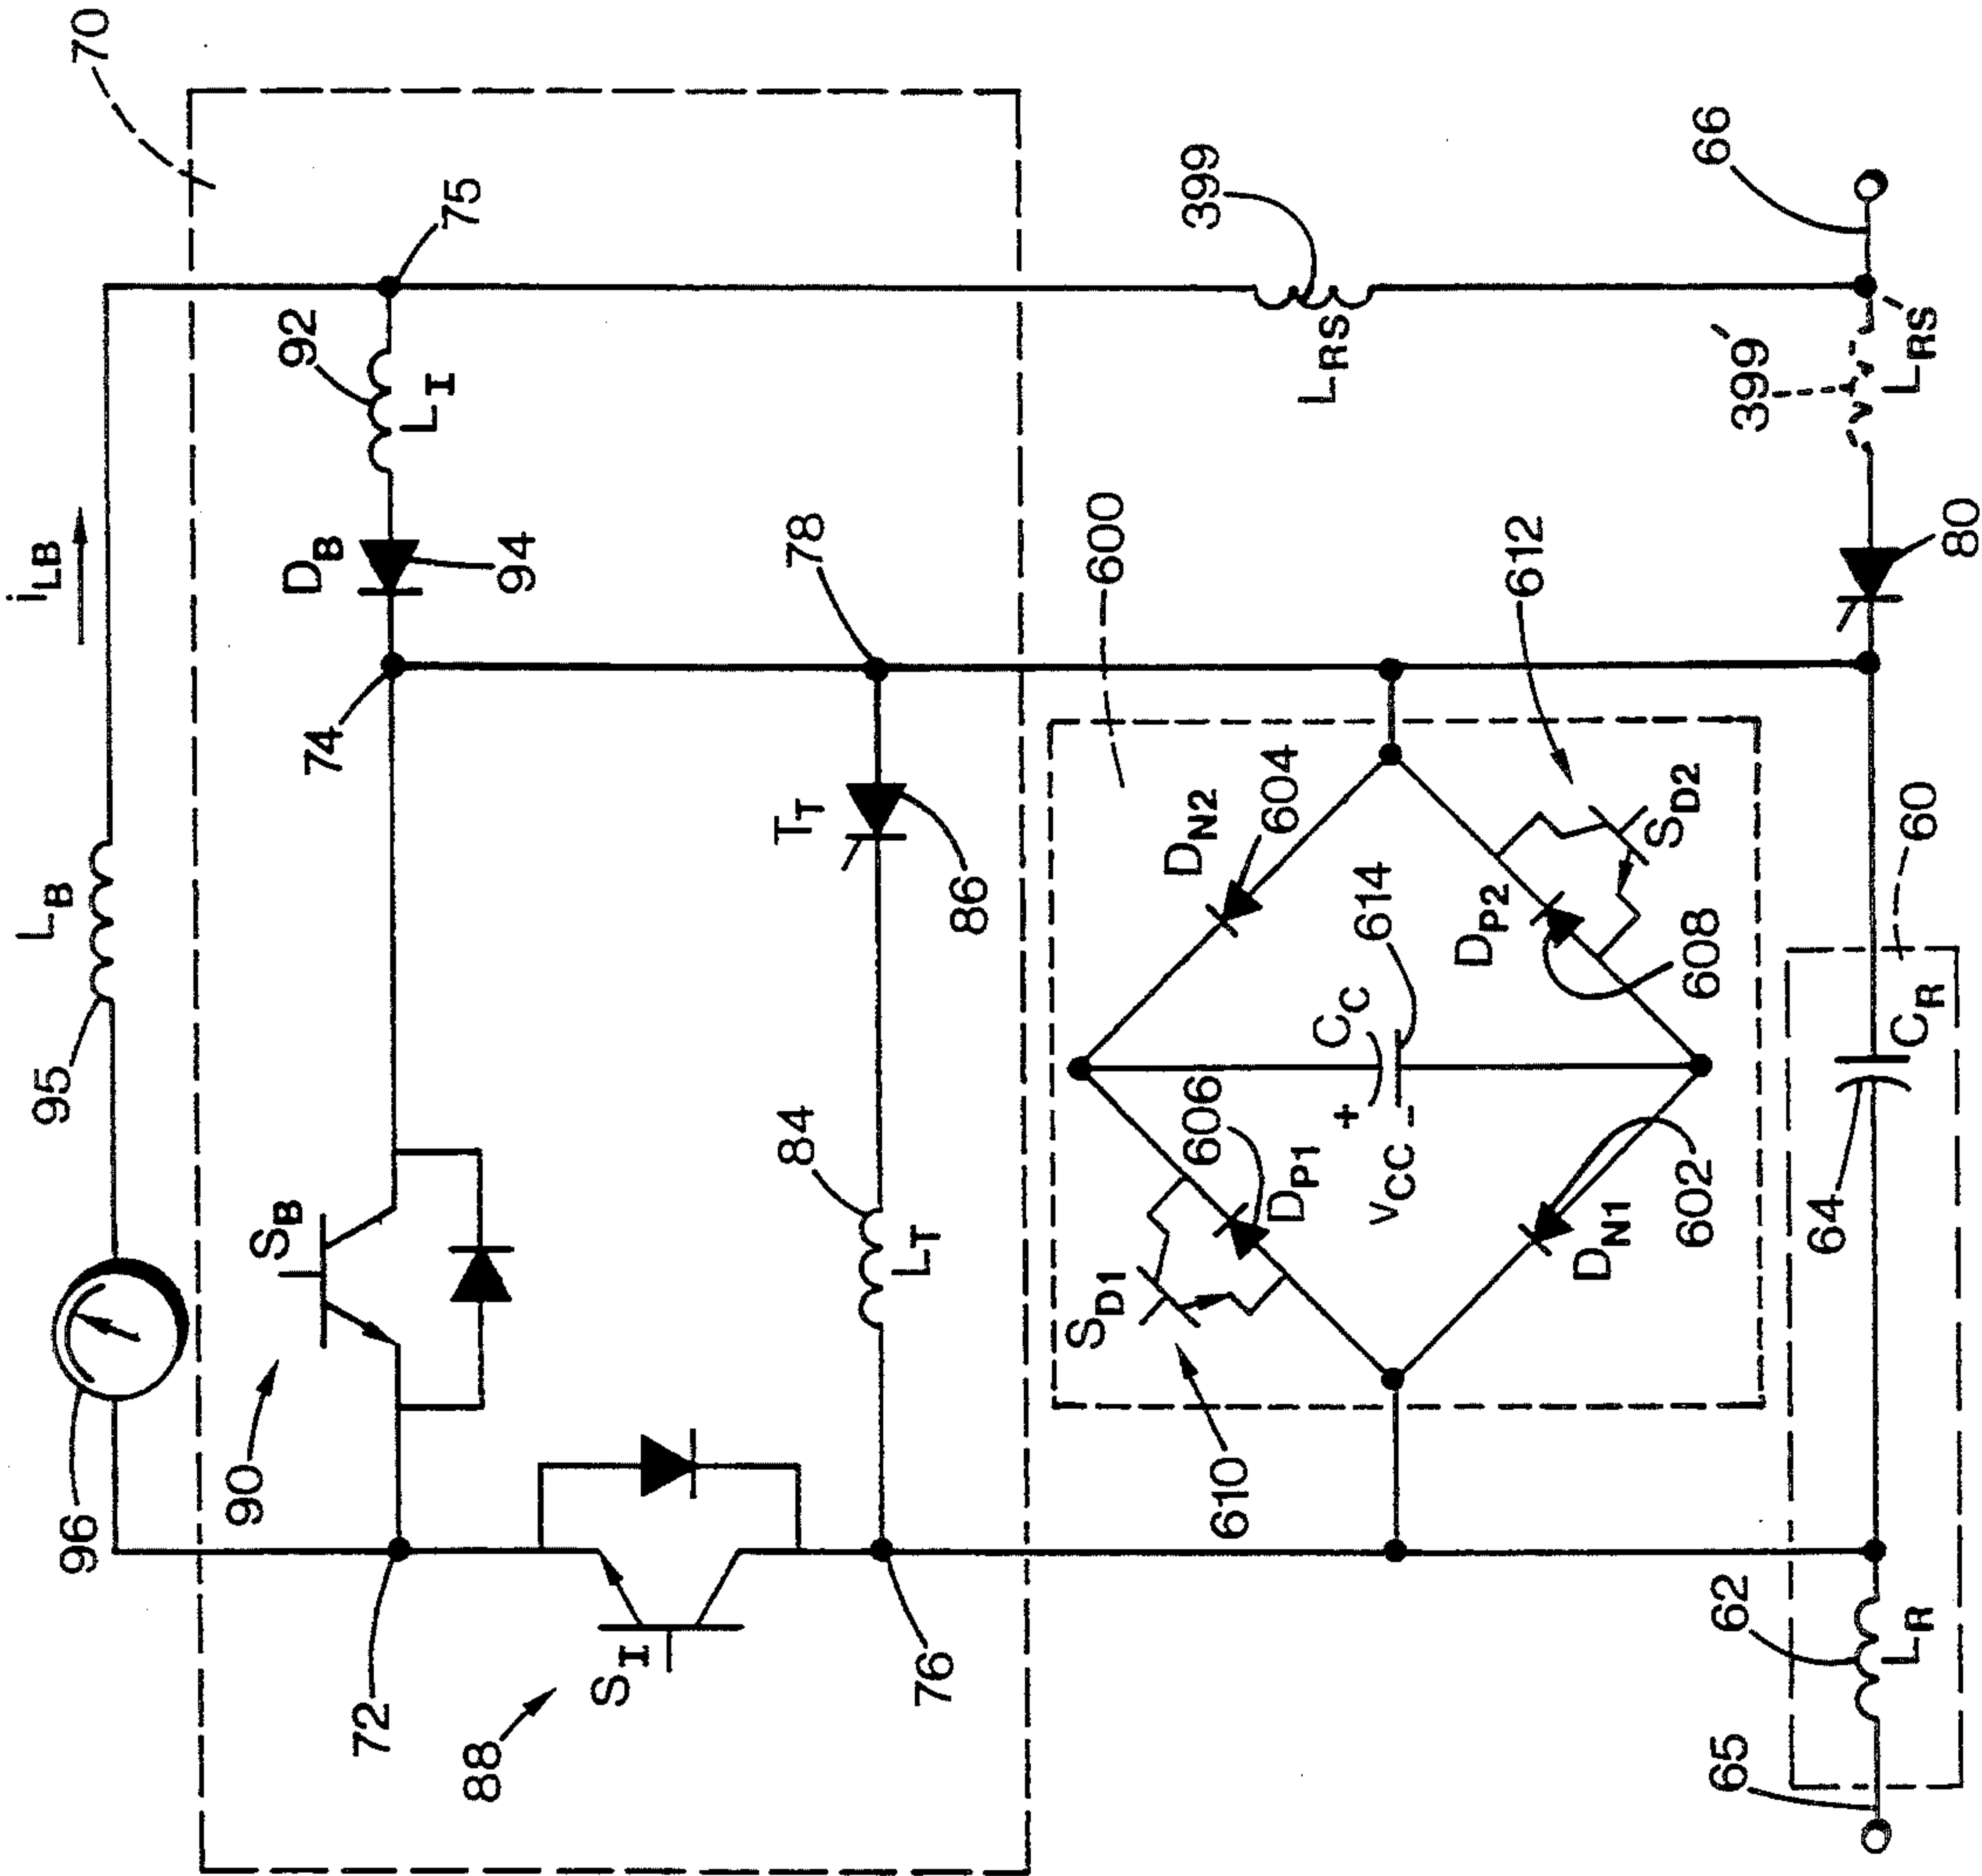 70
i_LB
L_B
95
96
75
92
L_I
D_B
94
74
S_B
90
72
88
S_I
78
T_T
86
84
L_T
76
399
L_RS
66
399'
L_RS'
80
600
612
D_N2
604
S_D2
D_P2
608
614
C_C
+
V_CC
-
606
D_P1
S_D1
610
D_N1
602
60
C_R
64
62
L_R
65